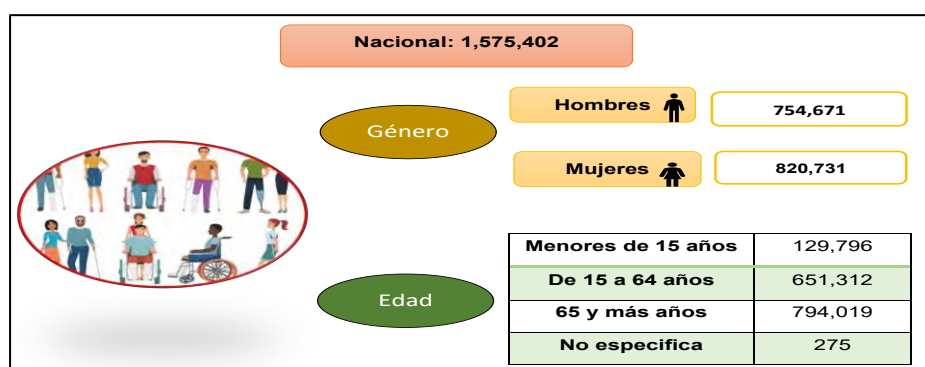 Nacional: 1,575,402
Género
Hombres
754,671
Mujeres
820,731
Edad
Menores de 15 años 129,796
De 15 a 64 años 651,312
65 y más años 794,019
No especifica 275